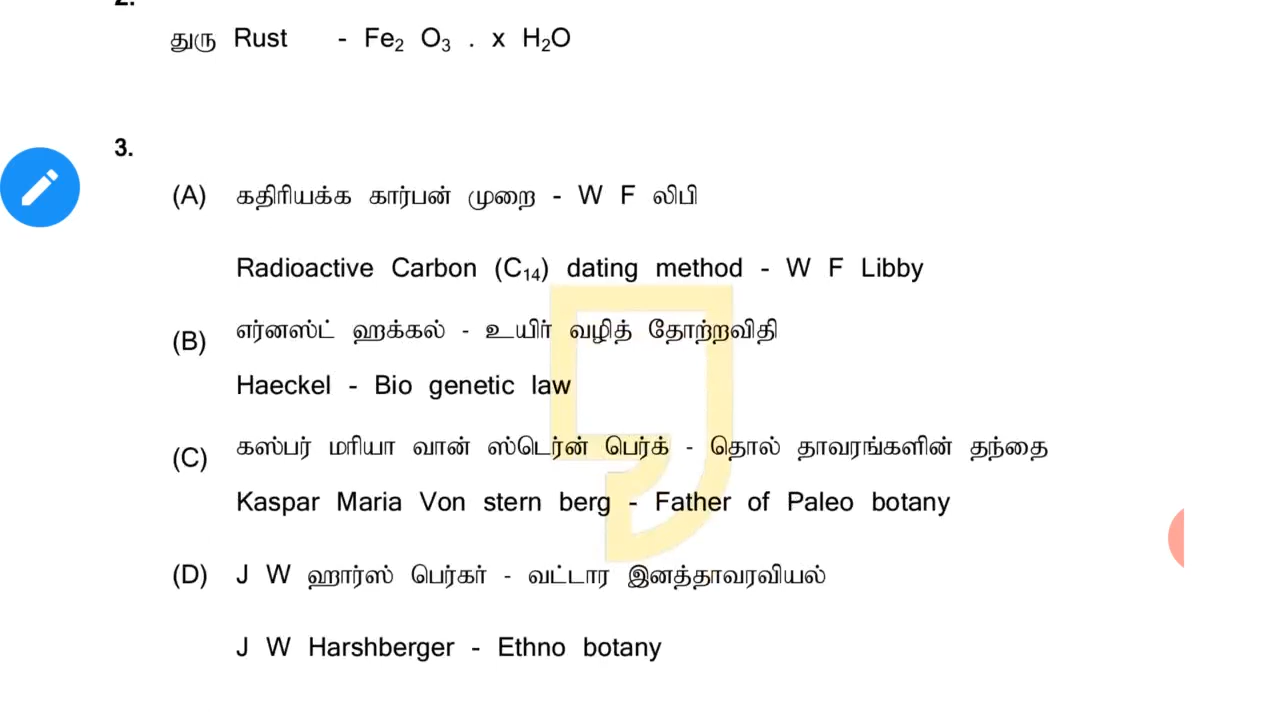 2.
துரு Rust - Fe₂ O₃ . x H₂O
3.
(A) கதிரியக்க கார்பன் முறை - W F லிபி
Radioactive Carbon (C₁₄) dating method - W F Libby
(B) எர்னஸ்ட் ஹக்கல் - உயிர் வழித் தோற்றவிதி
Haeckel - Bio genetic law
(C) கஸ்பர் மரியா வான் ஸ்டெர்ன் பெர்க் - தொல் தாவரங்களின் தந்தை
Kaspar Maria Von stern berg - Father of Paleo botany
(D) J W ஹார்ஸ் பெர்கர் - வட்டார இனத்தாவரவியல்
J W Harshberger - Ethno botany